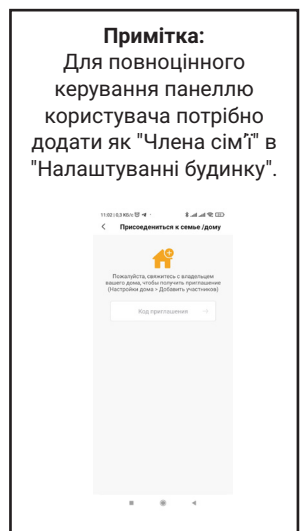 Примітка:
Для повноцінного
керування панеллю
користувача потрібно
додати як "Члена сім'ї" в
"Налаштуванні будинку".
Присоединиться к семье /дому
Пожалуйста, свяжитесь с владельцем
вашего дома, чтобы получить приглашение
(Настройки дома > Добавить участников)
Код приглашения